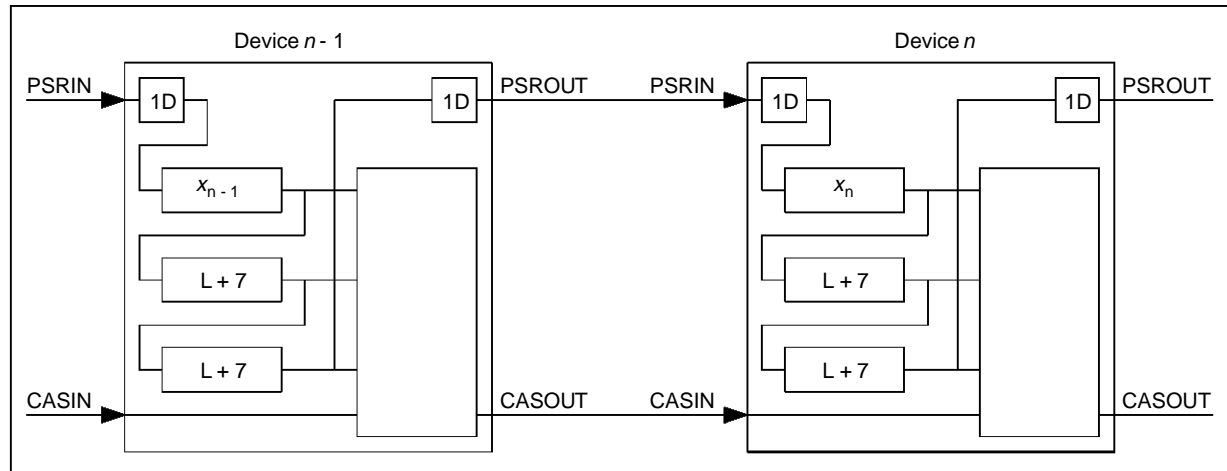 Device n - 1
Device n
PSRIN
1D
1D
PSROUT
PSRIN
1D
1D
PSROUT
xn - 1
xn
L + 7
L + 7
L + 7
L + 7
CASIN
CASOUT
CASIN
CASOUT